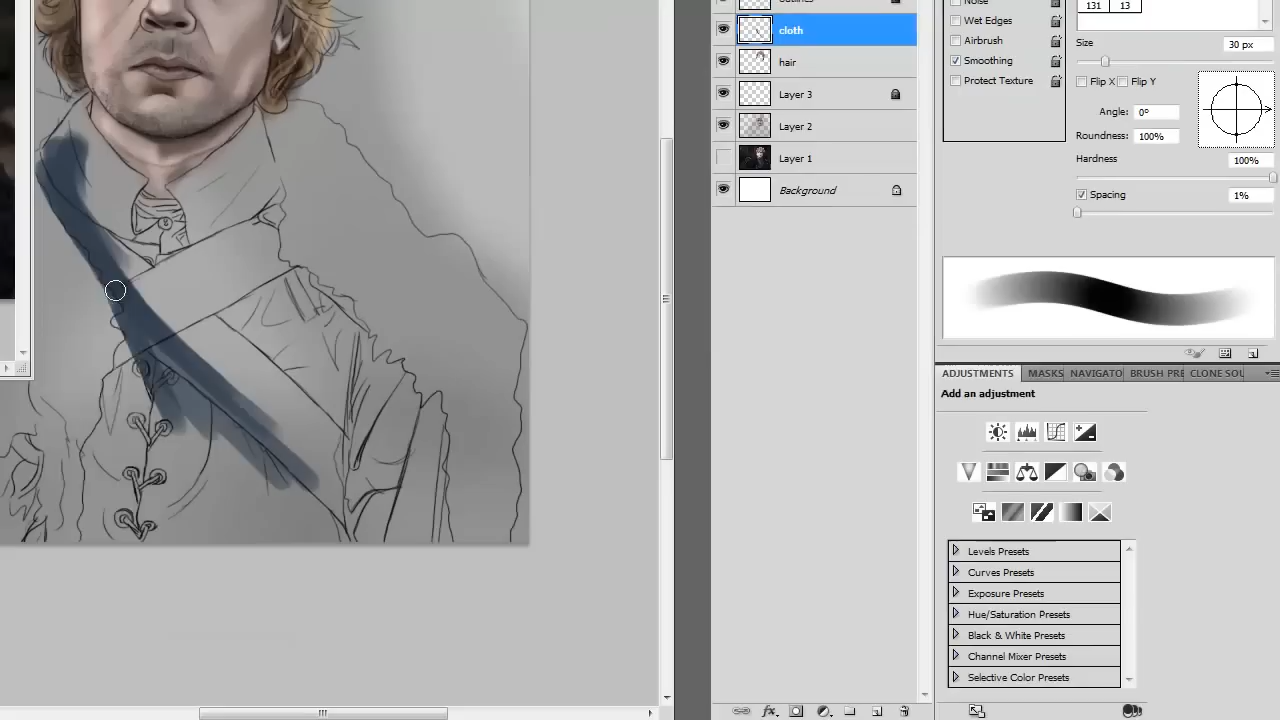 Outlines
cloth
hair
Layer 3
Layer 2
Layer 1
Background
Noise
Wet Edges
Airbrush
Smoothing
Protect Texture
131 13
Size 30 px
Flip X Flip Y
Angle: 0°
Roundness: 100%
Hardness 100%
Spacing 1%
ADJUSTMENTS MASKS NAVIGATO BRUSH PRE CLONE SOU
Add an adjustment
Levels Presets
Curves Presets
Exposure Presets
Hue/Saturation Presets
Black & White Presets
Channel Mixer Presets
Selective Color Presets
fx